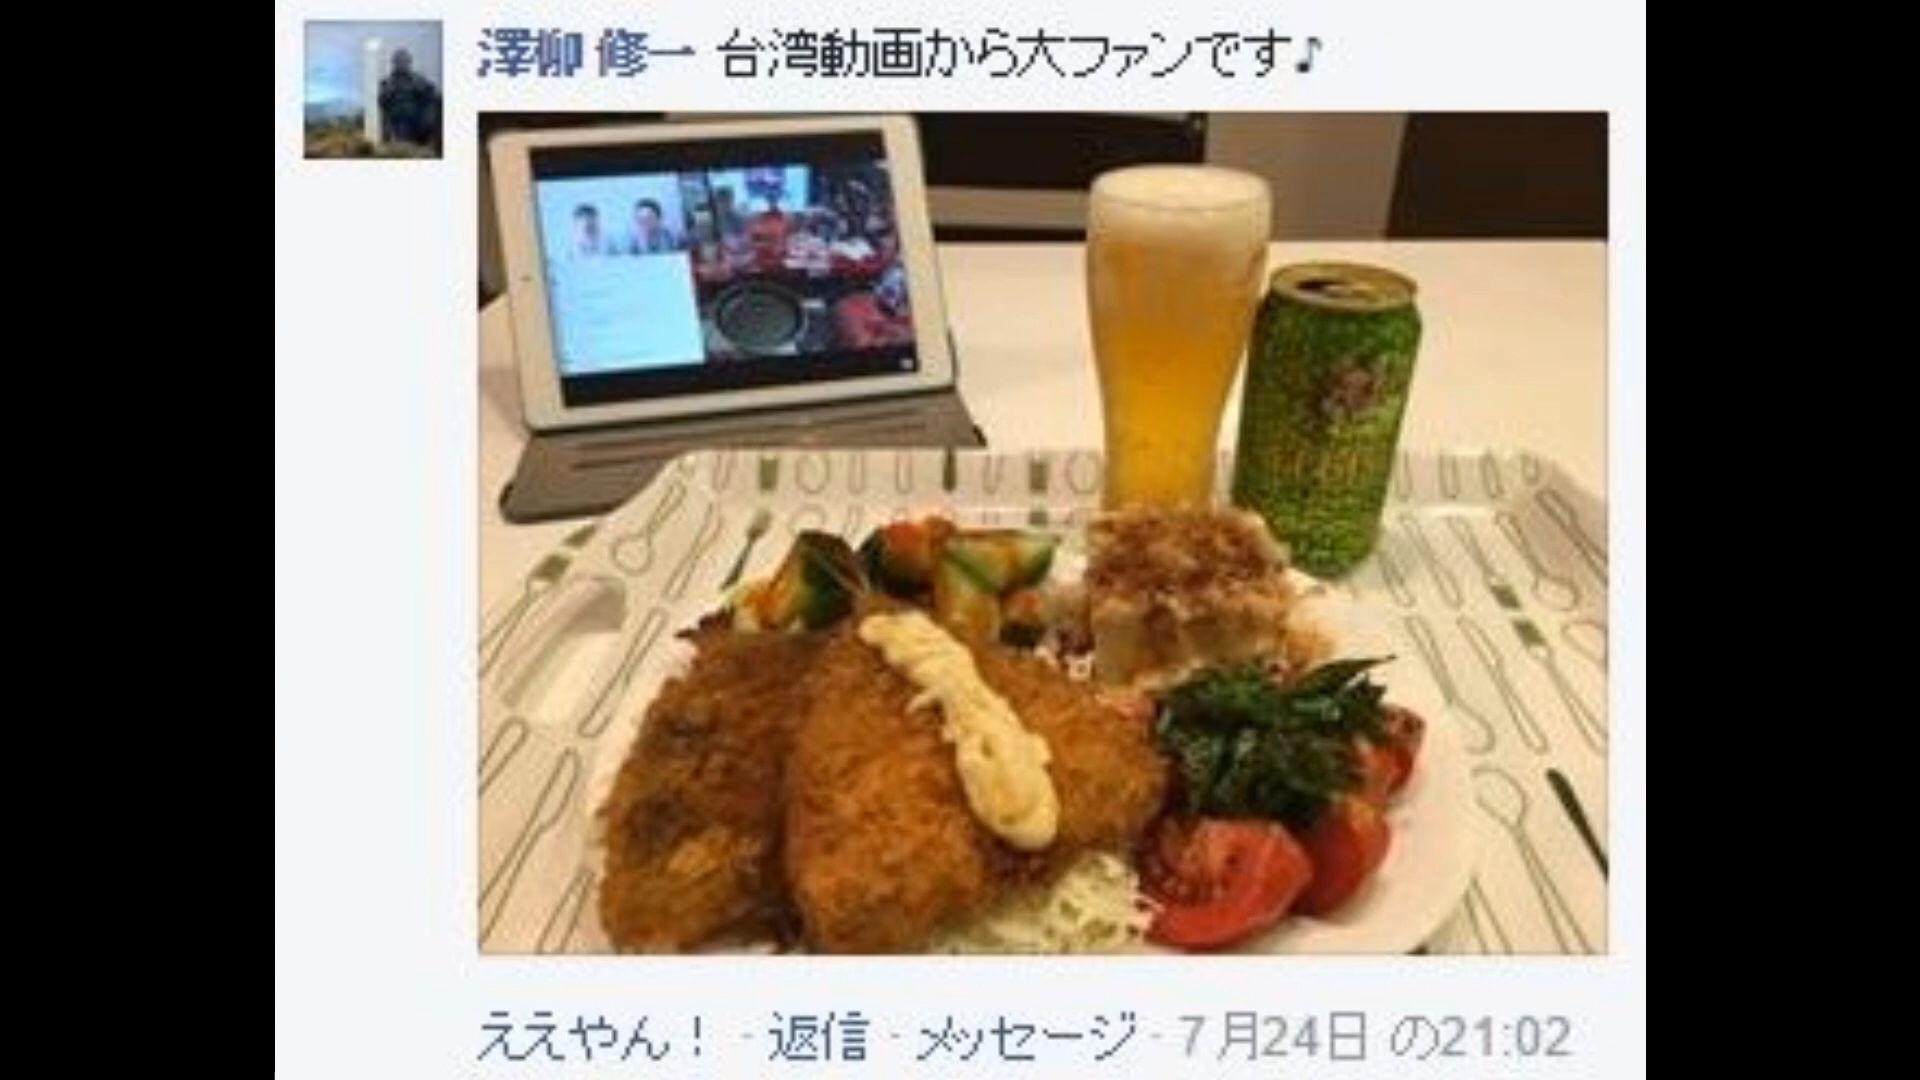 澤柳 修一 台湾動画から大ファンです♪
ええやん！ · 返信 · メッセージ · 7月24日 の21:02